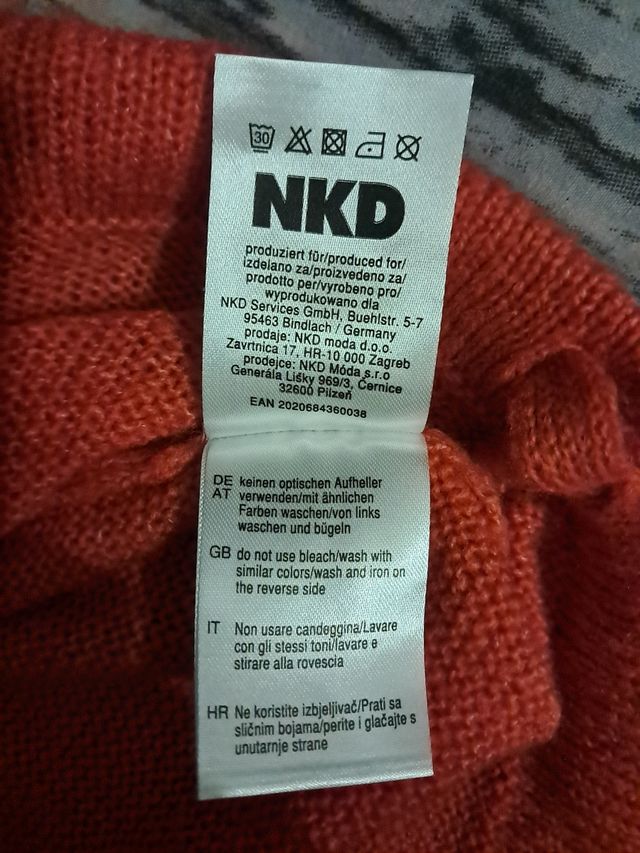 30
NKD
produziert für/produced for/
izdelano za/proizvedeno za/
prodotto per/vyrobeno pro/
wyprodukowano dla
NKD Services GmbH, Buehlstr. 5-7
95463 Bindlach / Germany
prodaje: NKD moda d.o.o.
Zavrtnica 17, HR-10 000 Zagreb
prodejce: NKD Móda s.r.o
Generála Lišky 969/3, Černice
32600 Pilzeň
EAN 2020684360038
DE keinen optischen Aufheller
AT verwenden/mit ähnlichen
Farben waschen/von links
waschen und bügeln
GB do not use bleach/wash with
similar colors/wash and iron on
the reverse side
IT Non usare candeggina/Lavare
con gli stessi toni/lavare e
stirare alla rovescia
HR Ne koristite izbjeljivač/Prati sa
sličnim bojama/perite i glačajte s
unutarnje strane